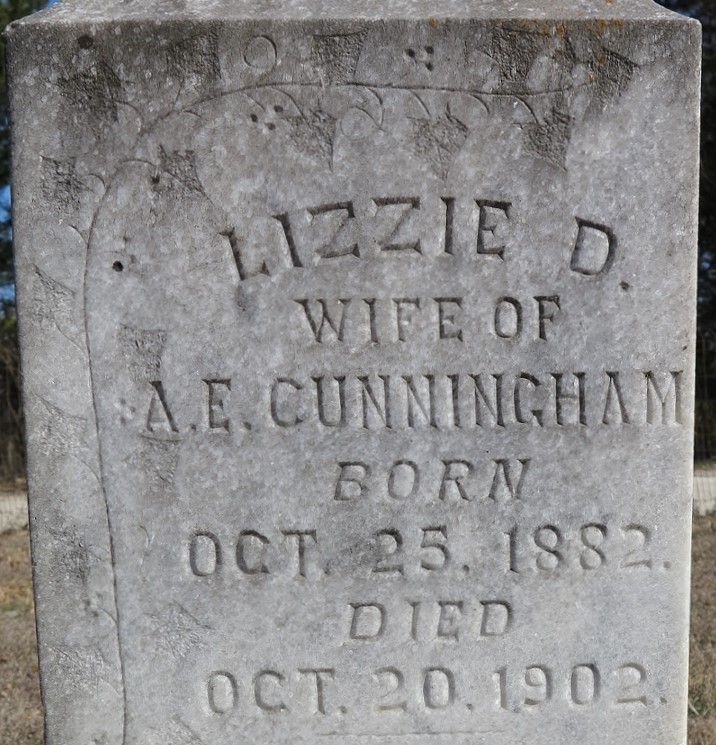 LIZZIE D.
WIFE OF
A.E. CUNNINGHAM
BORN
OCT. 25, 1882.
DIED
OCT. 20, 1902.